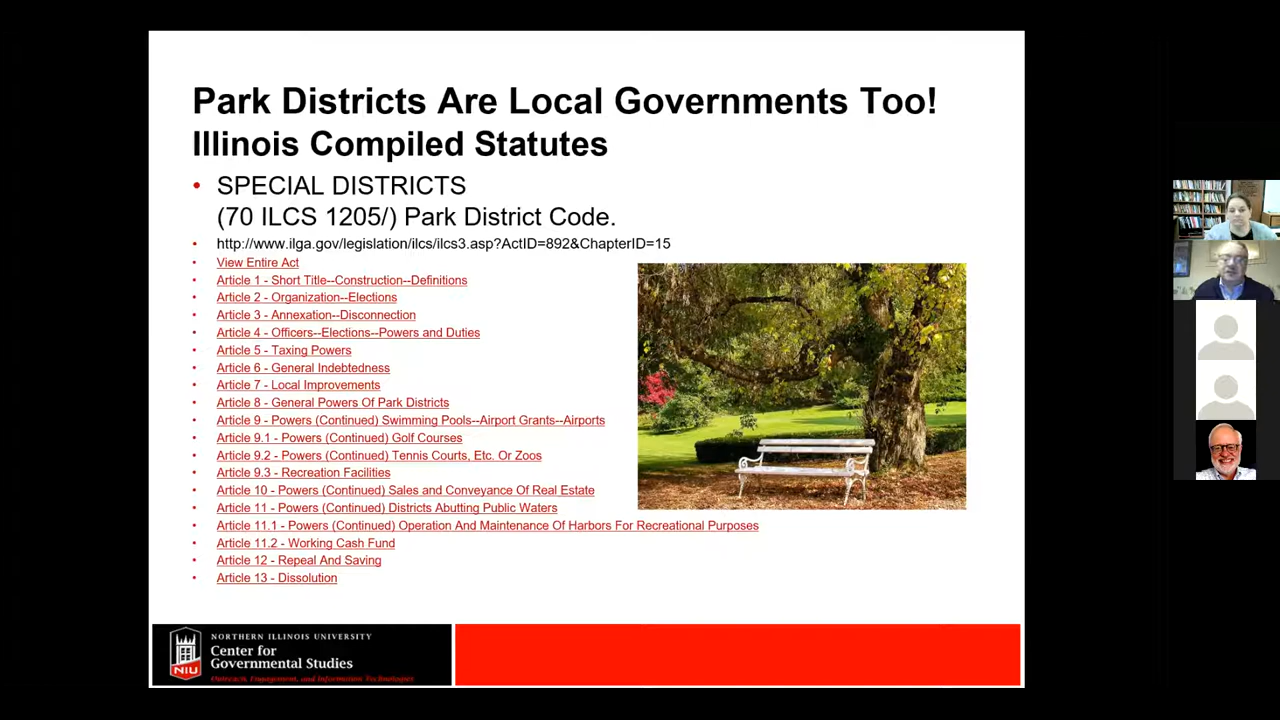 Park Districts Are Local Governments Too!
Illinois Compiled Statutes
• SPECIAL DISTRICTS
(70 ILCS 1205/) Park District Code.
• http://www.ilga.gov/legislation/ilcs/ilcs3.asp?ActID=892&ChapterID=15
• View Entire Act
• Article 1 - Short Title--Construction--Definitions
• Article 2 - Organization--Elections
• Article 3 - Annexation--Disconnection
• Article 4 - Officers--Elections--Powers and Duties
• Article 5 - Taxing Powers
• Article 6 - General Indebtedness
• Article 7 - Local Improvements
• Article 8 - General Powers Of Park Districts
• Article 9 - Powers (Continued) Swimming Pools--Airport Grants--Airports
• Article 9.1 - Powers (Continued) Golf Courses
• Article 9.2 - Powers (Continued) Tennis Courts, Etc. Or Zoos
• Article 9.3 - Recreation Facilities
• Article 10 - Powers (Continued) Sales and Conveyance Of Real Estate
• Article 11 - Powers (Continued) Districts Abutting Public Waters
• Article 11.1 - Powers (Continued) Operation And Maintenance Of Harbors For Recreational Purposes
• Article 11.2 - Working Cash Fund
• Article 12 - Repeal And Saving
• Article 13 - Dissolution
NORTHERN ILLINOIS UNIVERSITY
Center for
Governmental Studies
Outreach, Engagement, and Information Technologies
NIU